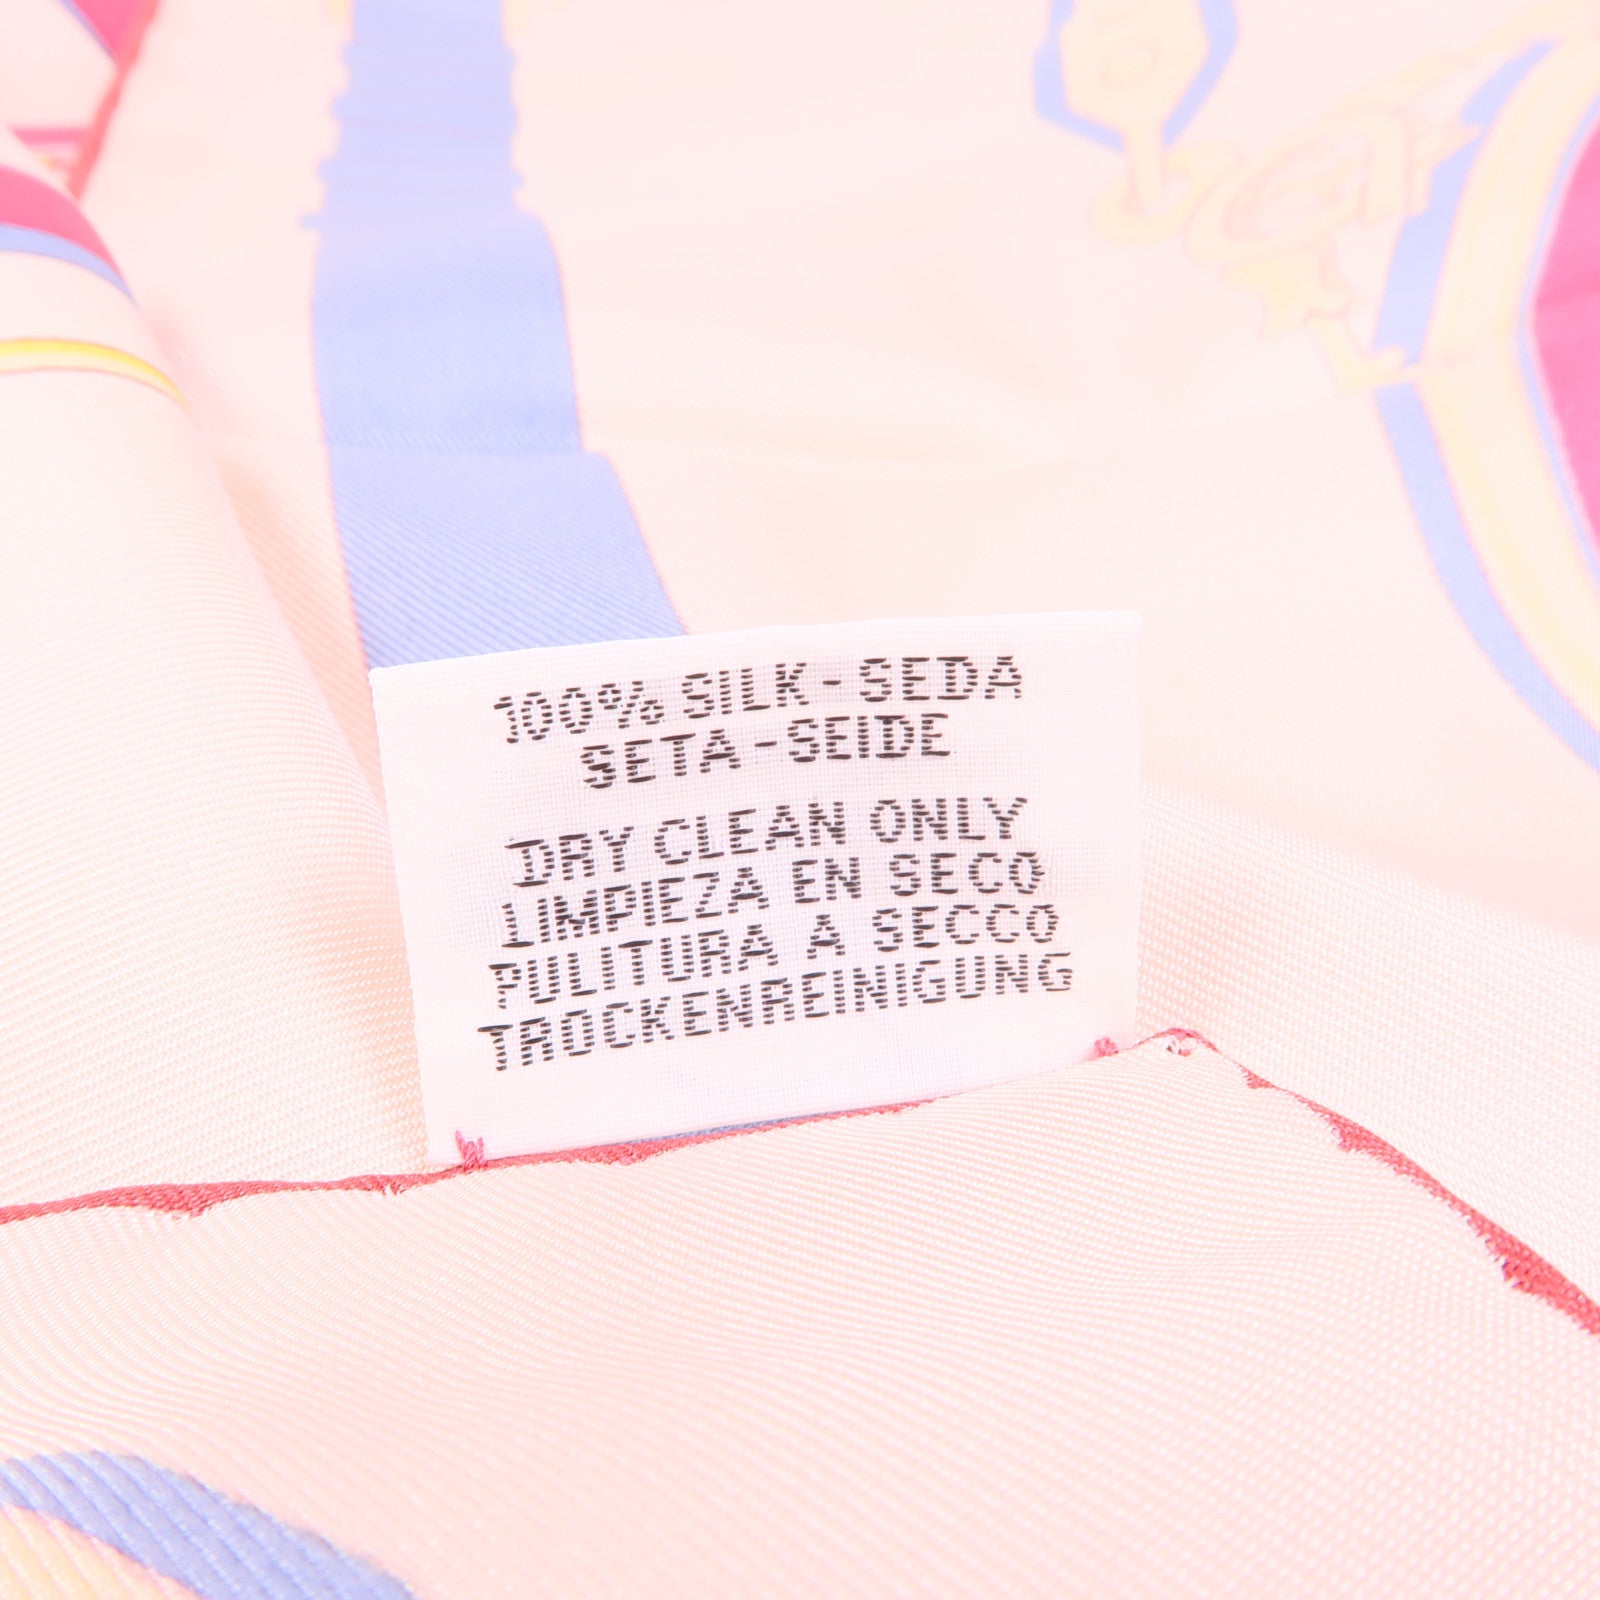 100% SILK - SEDA
SETA - SEIDE
DRY CLEAN ONLY
LIMPIEZA EN SECO
PULITURA A SECCO
TROCKENREINIGUNG